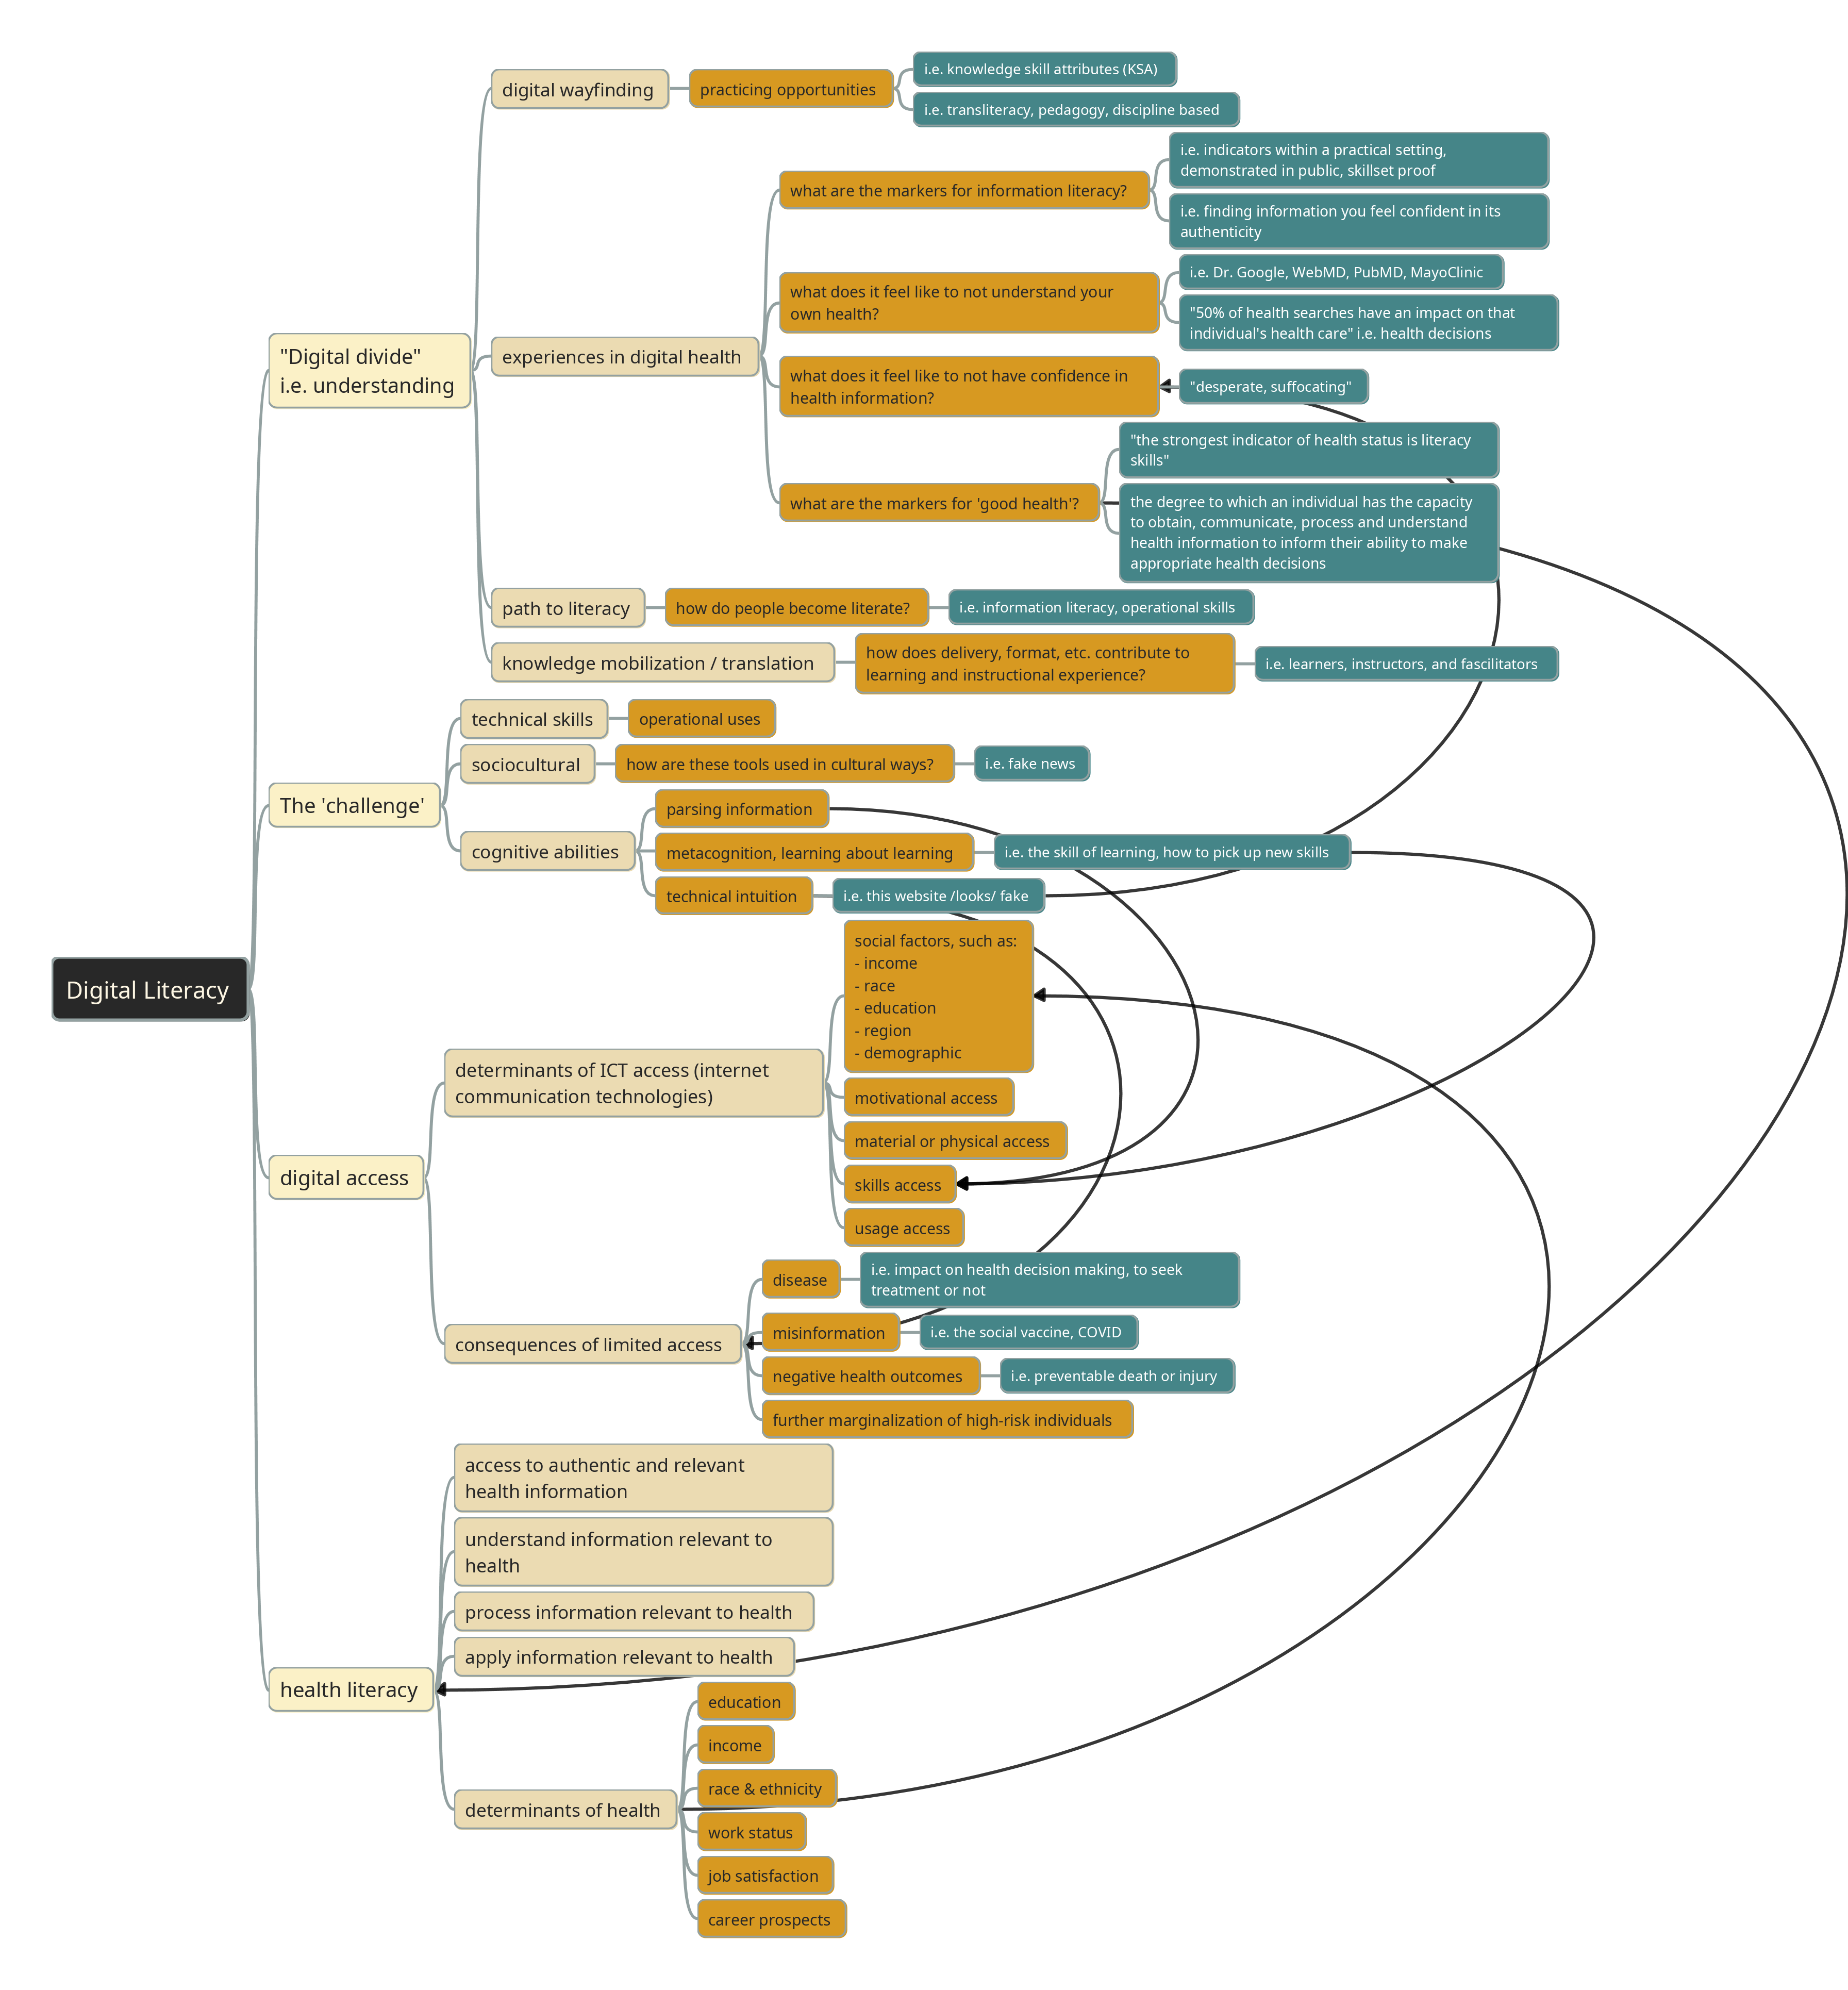 Digital Literacy
"Digital divide"
i.e. understanding
digital wayfinding
practicing opportunities
i.e. knowledge skill attributes (KSA)
i.e. transliteracy, pedagogy, discipline based
experiences in digital health
what are the markers for information literacy?
i.e. indicators within a practical setting,
demonstrated in public, skillset proof
i.e. finding information you feel confident in its
authenticity
what does it feel like to not understand your
own health?
i.e. Dr. Google, WebMD, PubMD, MayoClinic
"50% of health searches have an impact on that
individual's health care" i.e. health decisions
what does it feel like to not have confidence in
health information?
"desperate, suffocating"
what are the markers for 'good health'?
"the strongest indicator of health status is literacy
skills"
the degree to which an individual has the capacity
to obtain, communicate, process and understand
health information to inform their ability to make
appropriate health decisions
path to literacy
how do people become literate?
i.e. information literacy, operational skills
knowledge mobilization / translation
how does delivery, format, etc. contribute to
learning and instructional experience?
i.e. learners, instructors, and fascilitators
The 'challenge'
technical skills
operational uses
sociocultural
how are these tools used in cultural ways?
i.e. fake news
cognitive abilities
parsing information
metacognition, learning about learning
i.e. the skill of learning, how to pick up new skills
technical intuition
i.e. this website /looks/ fake
digital access
determinants of ICT access (internet
communication technologies)
social factors, such as:
- income
- race
- education
- region
- demographic
motivational access
material or physical access
skills access
usage access
consequences of limited access
disease
i.e. impact on health decision making, to seek
treatment or not
misinformation
i.e. the social vaccine, COVID
negative health outcomes
i.e. preventable death or injury
further marginalization of high-risk individuals
health literacy
access to authentic and relevant
health information
understand information relevant to
health
process information relevant to health
apply information relevant to health
determinants of health
education
income
race & ethnicity
work status
job satisfaction
career prospects